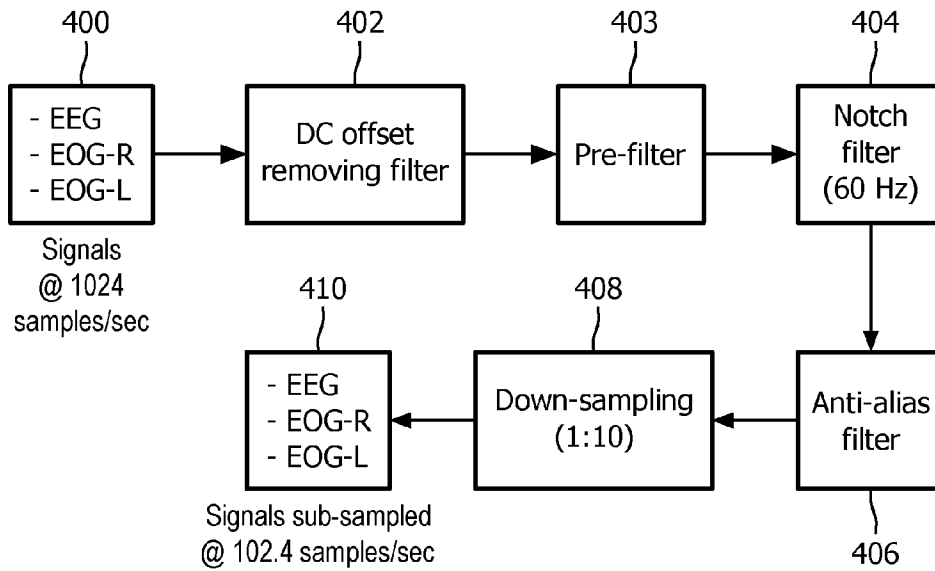 400
402
403
404
- EEG
- EOG-R
- EOG-L
DC offset
removing filter
Pre-filter
Notch
filter
(60 Hz)
Signals
@ 1024
samples/sec
410
408
- EEG
- EOG-R
- EOG-L
Down-sampling
(1:10)
Anti-alias
filter
Signals sub-sampled
@ 102.4 samples/sec
406